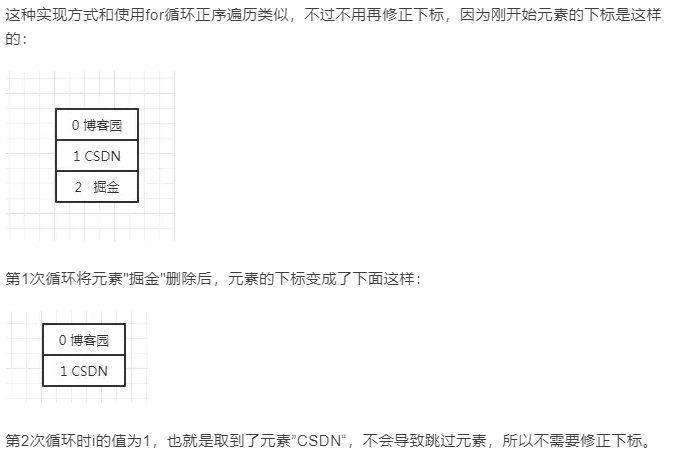 这种实现方式和使用for循环正序遍历类似，不过不用再修正下标，因为刚开始元素的下标是这样
的：
0 博客园
1 CSDN
2 掘金
第1次循环将元素"掘金"删除后，元素的下标变成了下面这样：
0 博客园
1 CSDN
第2次循环时i的值为1，也就是取到了元素”CSDN“，不会导致跳过元素，所以不需要修正下标。